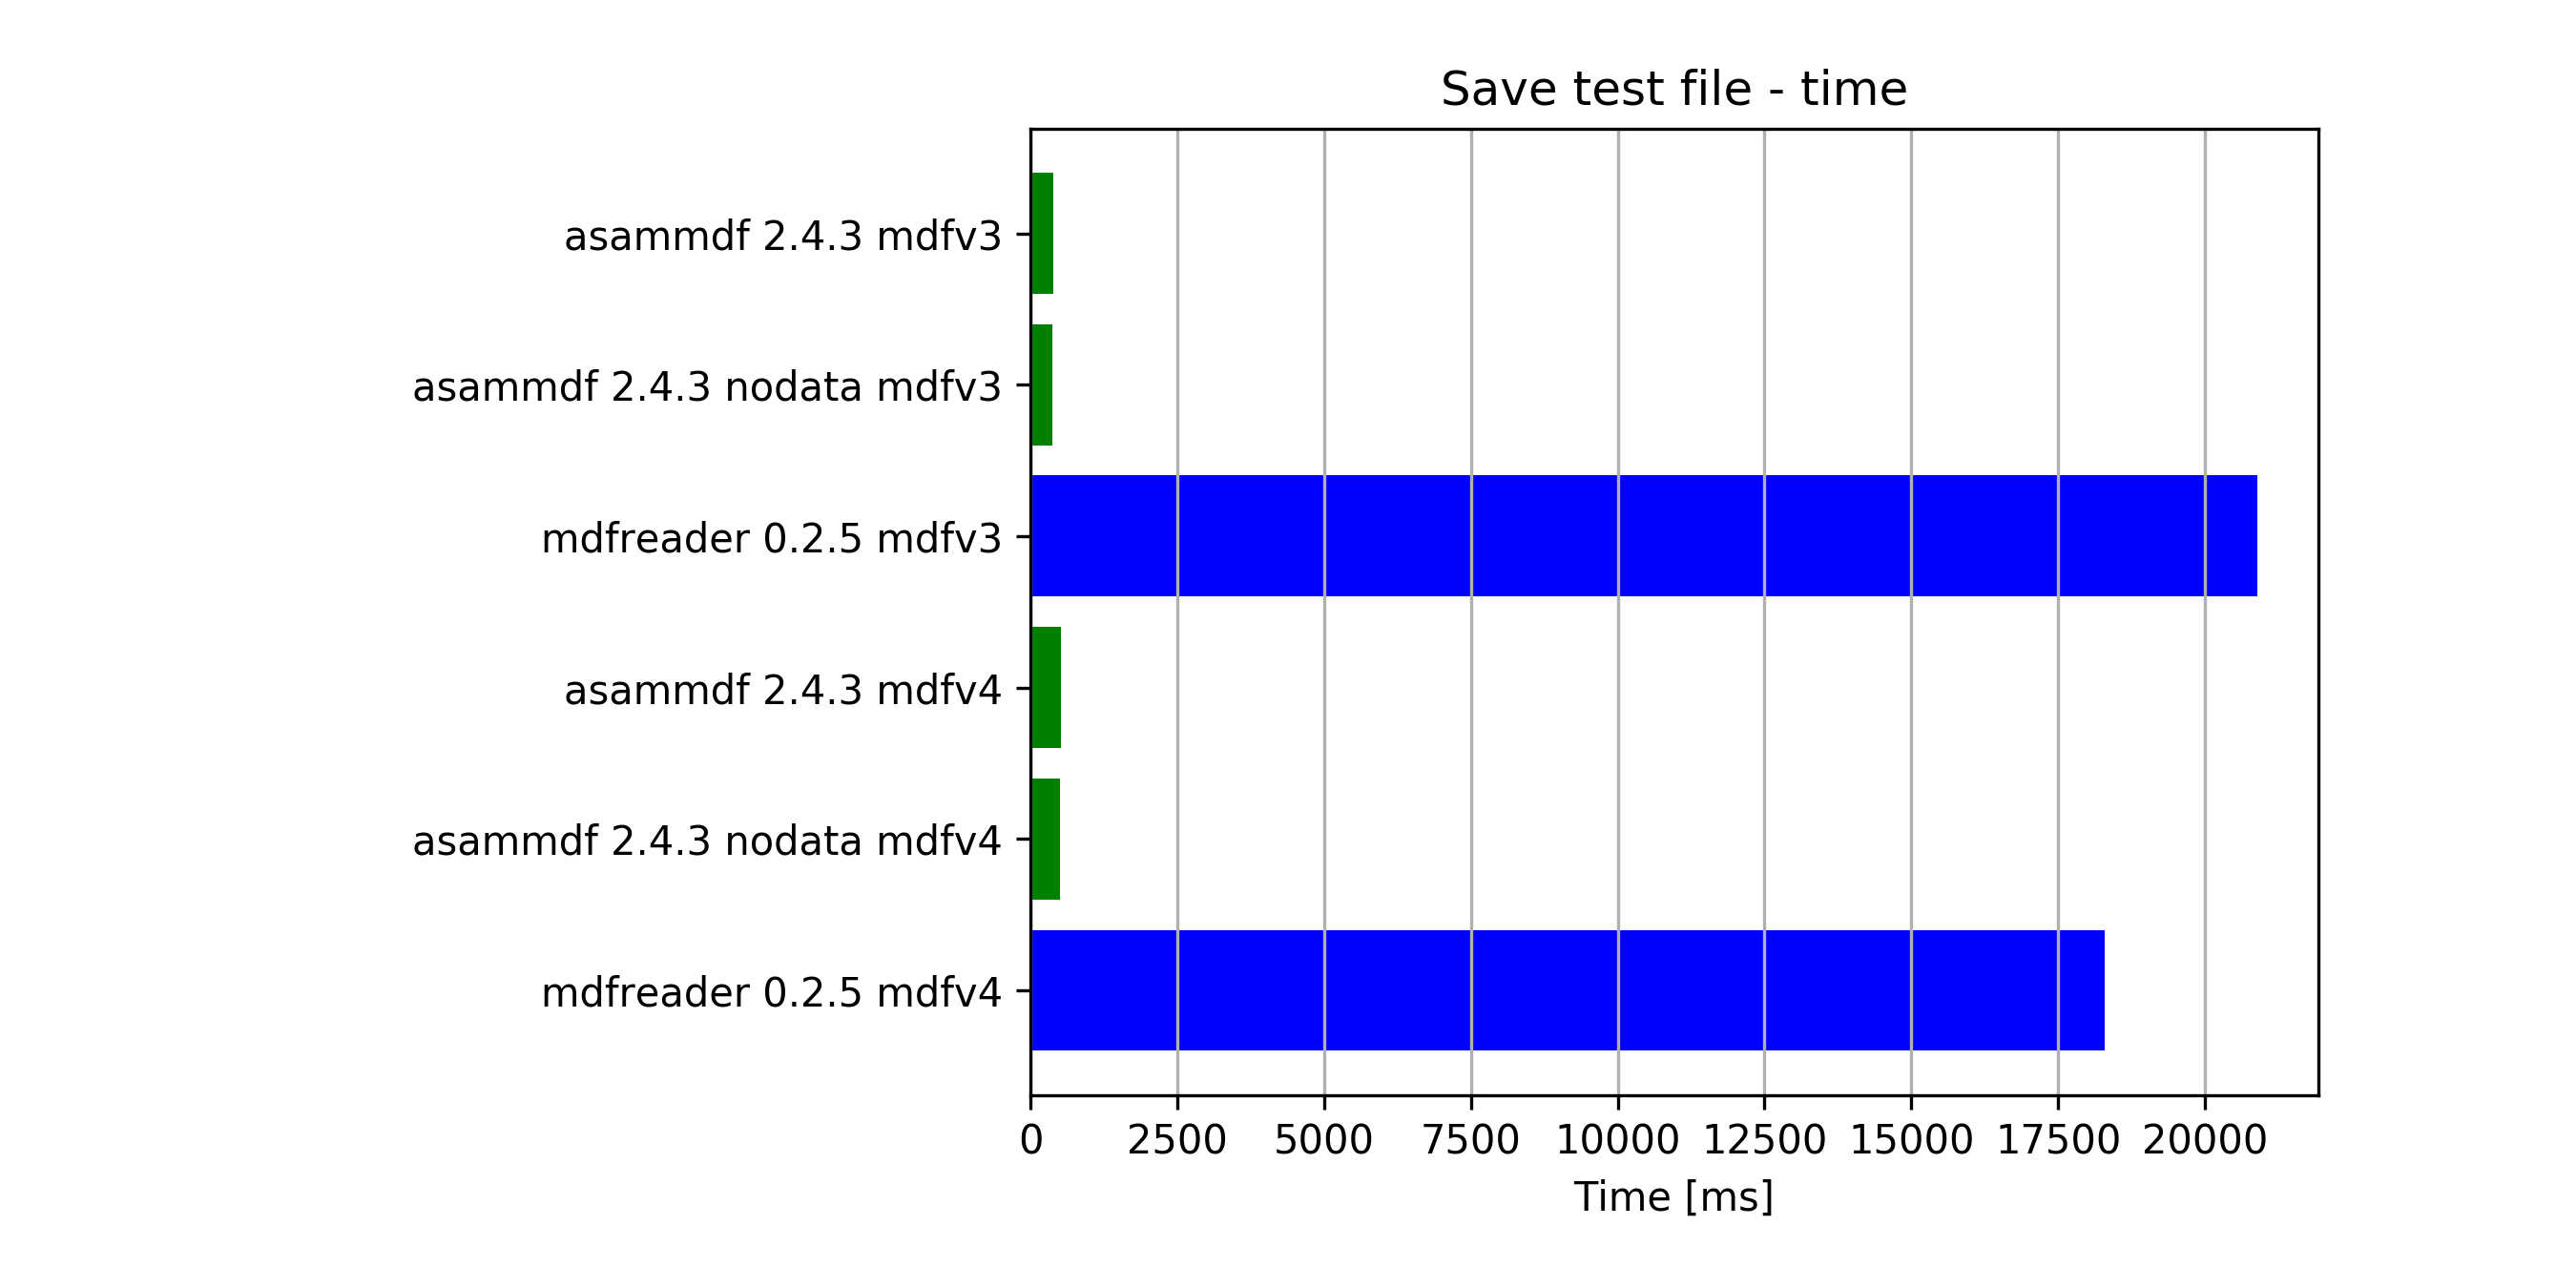 Save test file - time
asammdf 2.4.3 mdfv3
asammdf 2.4.3 nodata mdfv3
mdfreader 0.2.5 mdfv3
asammdf 2.4.3 mdfv4
asammdf 2.4.3 nodata mdfv4
mdfreader 0.2.5 mdfv4
0 2500 5000 7500 10000 12500 15000 17500 20000
Time [ms]